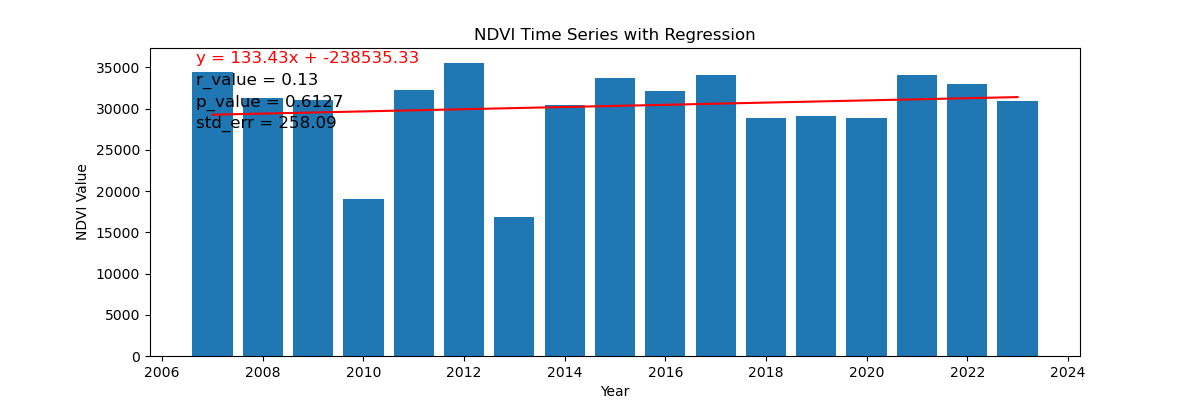 NDVI Time Series with Regression
y = 133.43x + -238535.33
r_value = 0.13
p_value = 0.6127
std_err = 258.09
35000
30000
25000
20000
15000
10000
5000
0
NDVI Value
2006 2008 2010 2012 2014 2016 2018 2020 2022 2024
Year